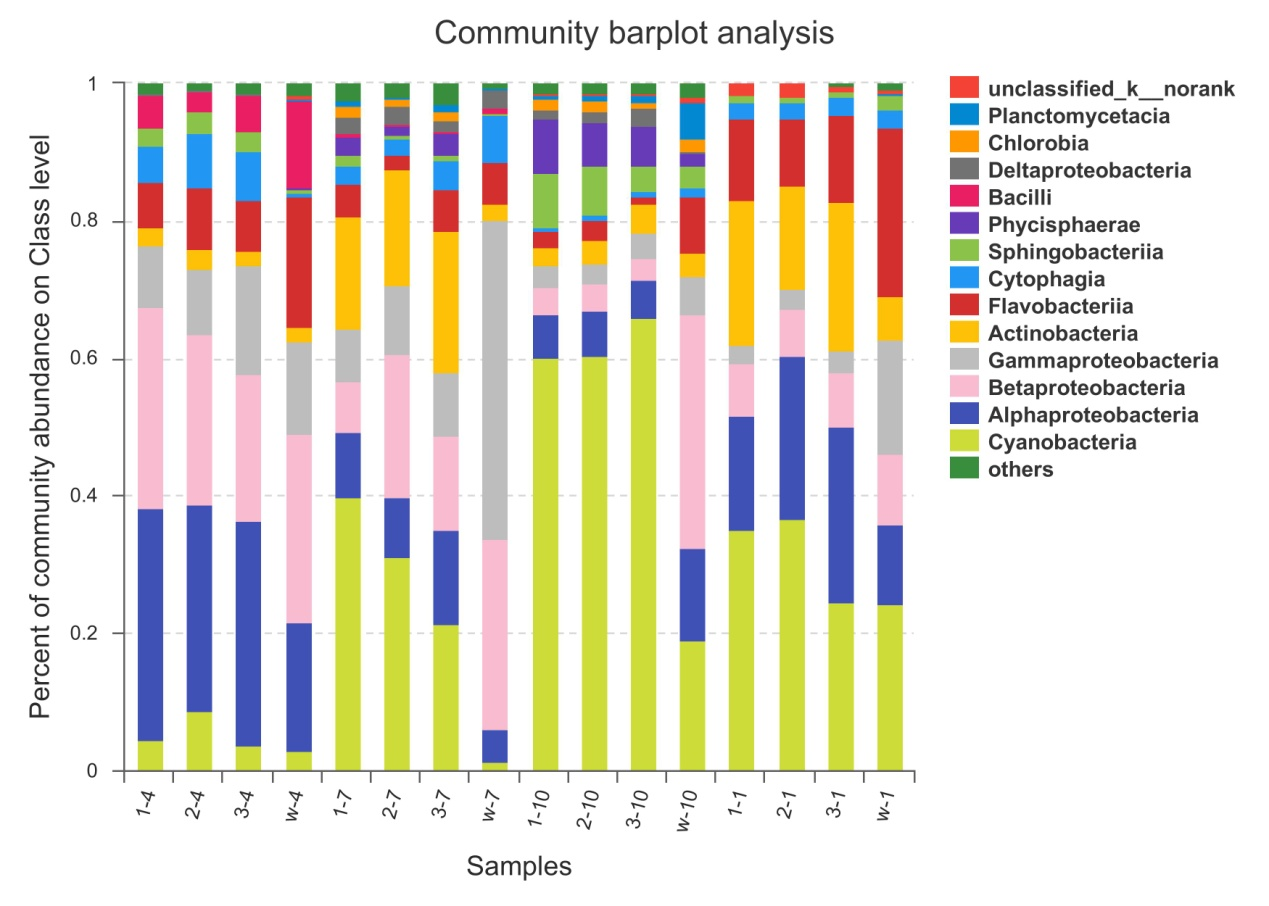 Community barplot analysis
Percent of community abundance on Class level
1
0.8
0.6
0.4
0.2
0
1-4
2-4
3-4
w-4
1-7
2-7
3-7
w-7
1-10
2-10
3-10
w-10
1-1
2-1
3-1
w-1
Samples
unclassified_k__norank
Planctomycetacia
Chlorobia
Deltaproteobacteria
Bacilli
Phycisphaerae
Sphingobacteriia
Cytophagia
Flavobacteriia
Actinobacteria
Gammaproteobacteria
Betaproteobacteria
Alphaproteobacteria
Cyanobacteria
others